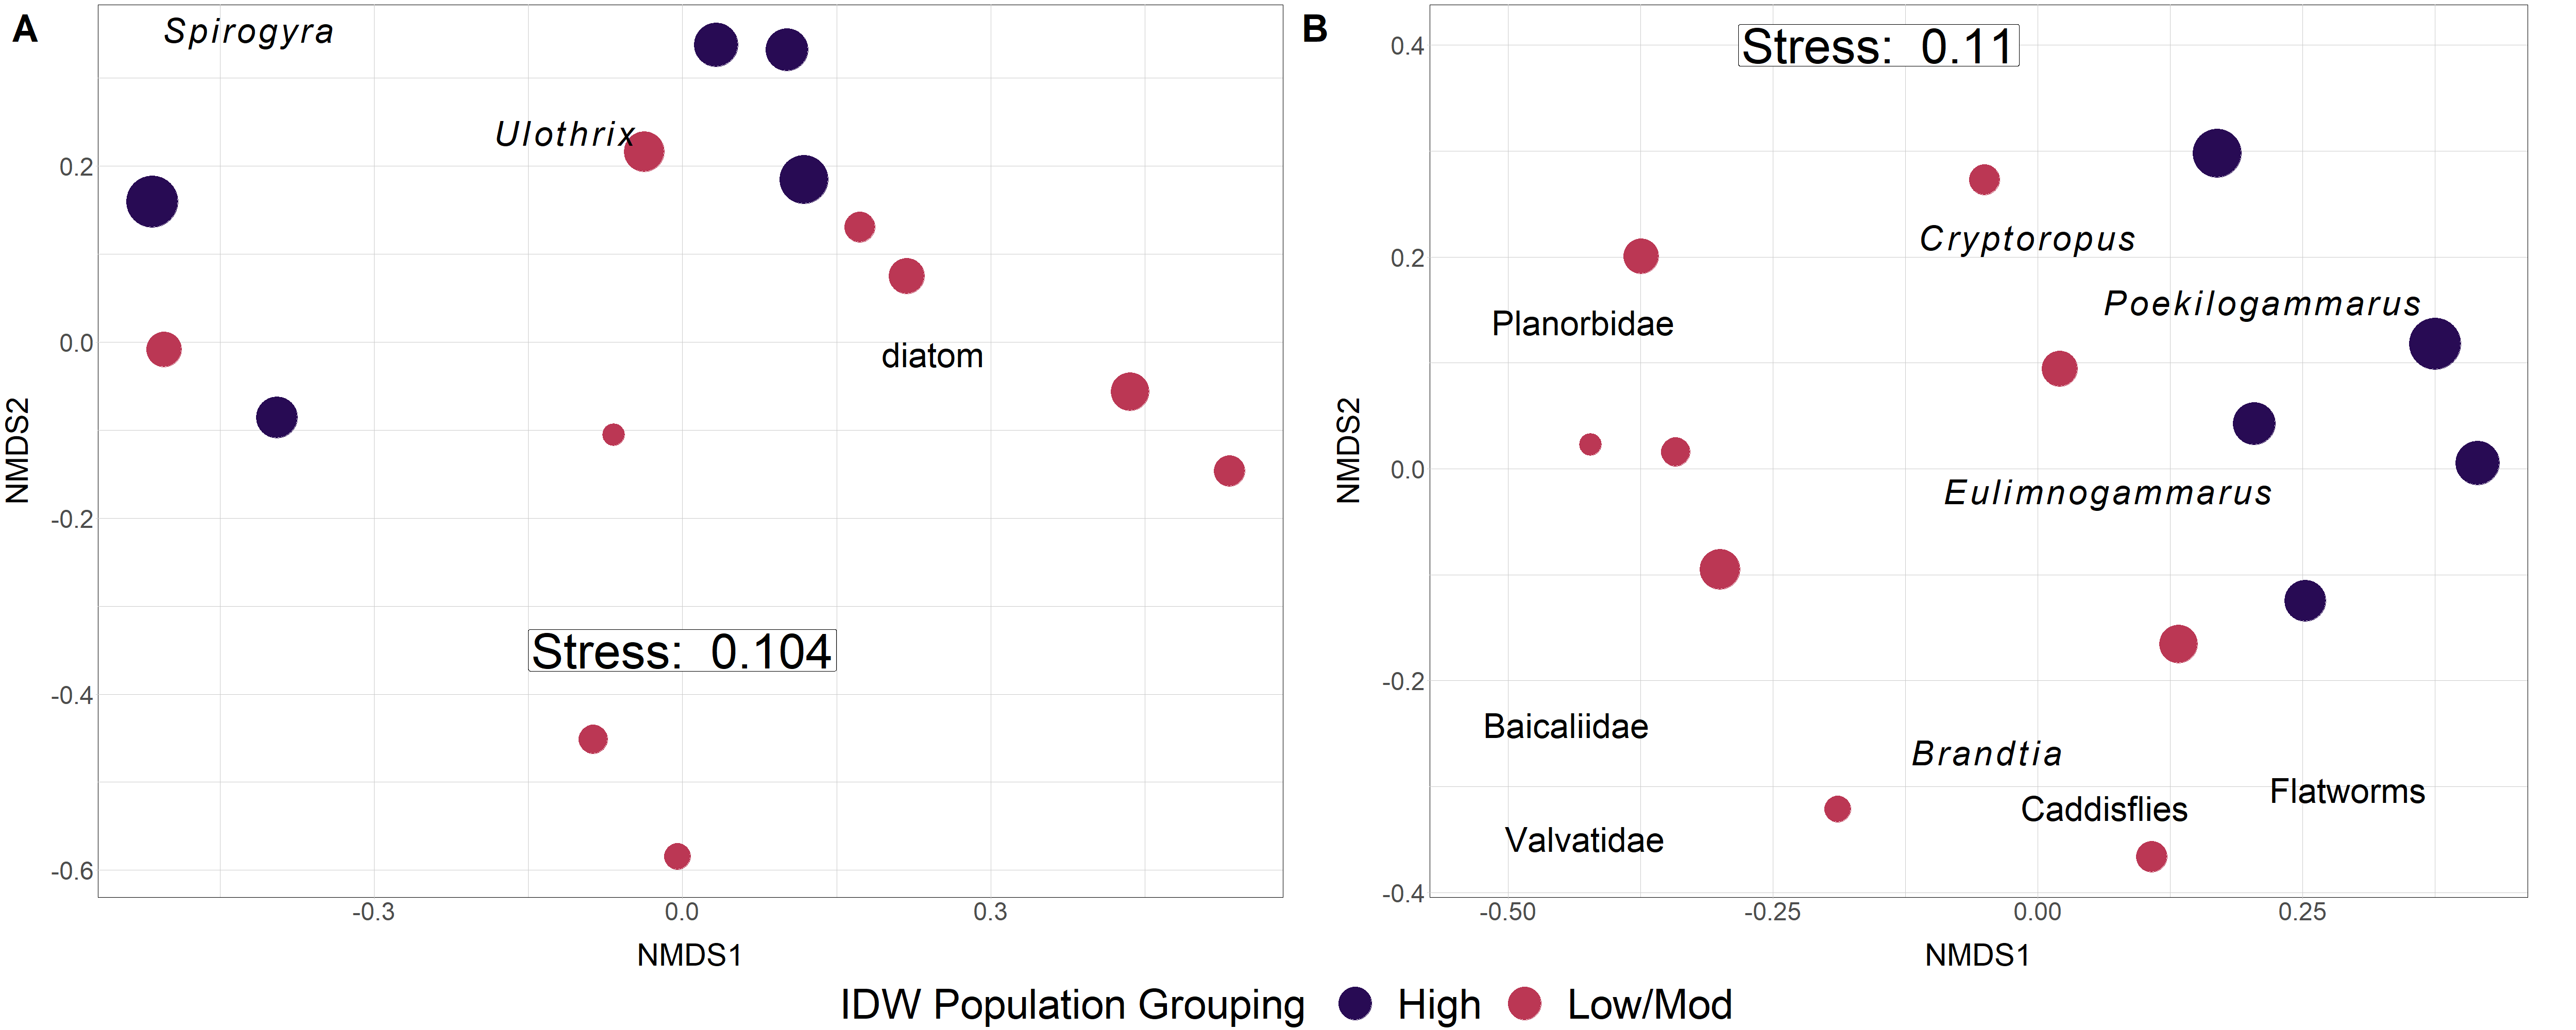 A
Spirogyra
Ulothrix
diatom
Stress: 0.104
0.2
0.0
-0.2
-0.4
-0.6
NMDS2
-0.3
0.0
0.3
NMDS1
B
Stress: 0.11
Cryptoropus
Poekilogammarus
Planorbidae
Eulimnogammarus
Baicaliidae
Brandtia
Flatworms
Caddisflies
Valvatidae
0.4
0.2
0.0
-0.2
-0.4
NMDS2
-0.50
-0.25
0.00
0.25
NMDS1
IDW Population Grouping High Low/Mod